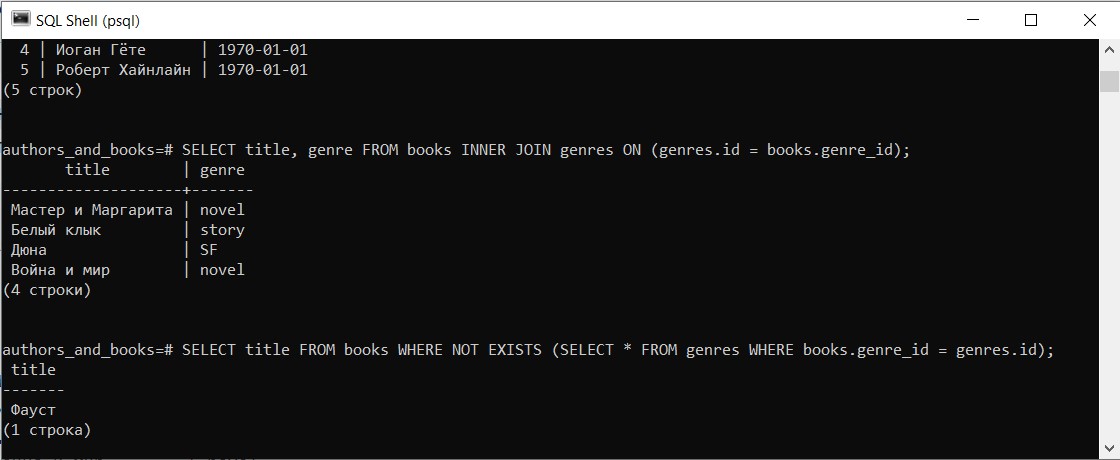 SQL Shell (psql)
4 | Иоган Гёте | 1970-01-01
5 | Роберт Хайнлайн | 1970-01-01
(5 строк)
authors_and_books=# SELECT title, genre FROM books INNER JOIN genres ON (genres.id = books.genre_id);
title | genre
--------------------+-------
Мастер и Маргарита | novel
Белый клык | story
Дюна | SF
Война и мир | novel
(4 строки)
authors_and_books=# SELECT title FROM books WHERE NOT EXISTS (SELECT * FROM genres WHERE books.genre_id = genres.id);
title
-------
Фауст
(1 строка)